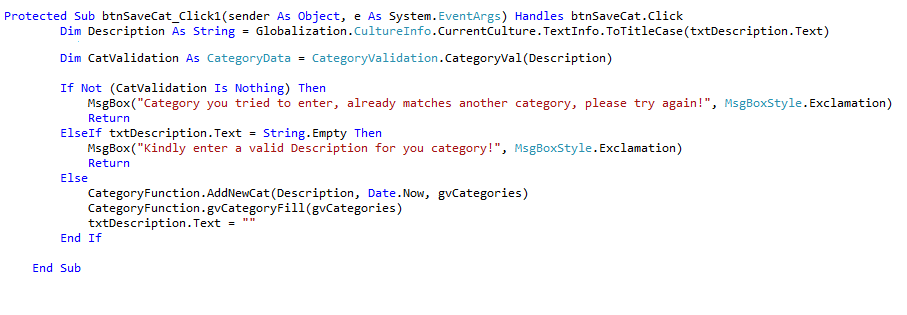 Protected Sub btnSaveCat_Click1(sender As Object, e As System.EventArgs) Handles btnSaveCat.Click
Dim Description As String = Globalization.CultureInfo.CurrentCulture.TextInfo.ToTitleCase(txtDescription.Text)
Dim CatValidation As CategoryData = CategoryValidation.CategoryVal(Description)
If Not (CatValidation Is Nothing) Then
MsgBox("Category you tried to enter, already matches another category, please try again!", MsgBoxStyle.Exclamation)
Return
ElseIf txtDescription.Text = String.Empty Then
MsgBox("Kindly enter a valid Description for you category!", MsgBoxStyle.Exclamation)
Return
Else
CategoryFunction.AddNewCat(Description, Date.Now, gvCategories)
CategoryFunction.gvCategoryFill(gvCategories)
txtDescription.Text = ""
End If
End Sub